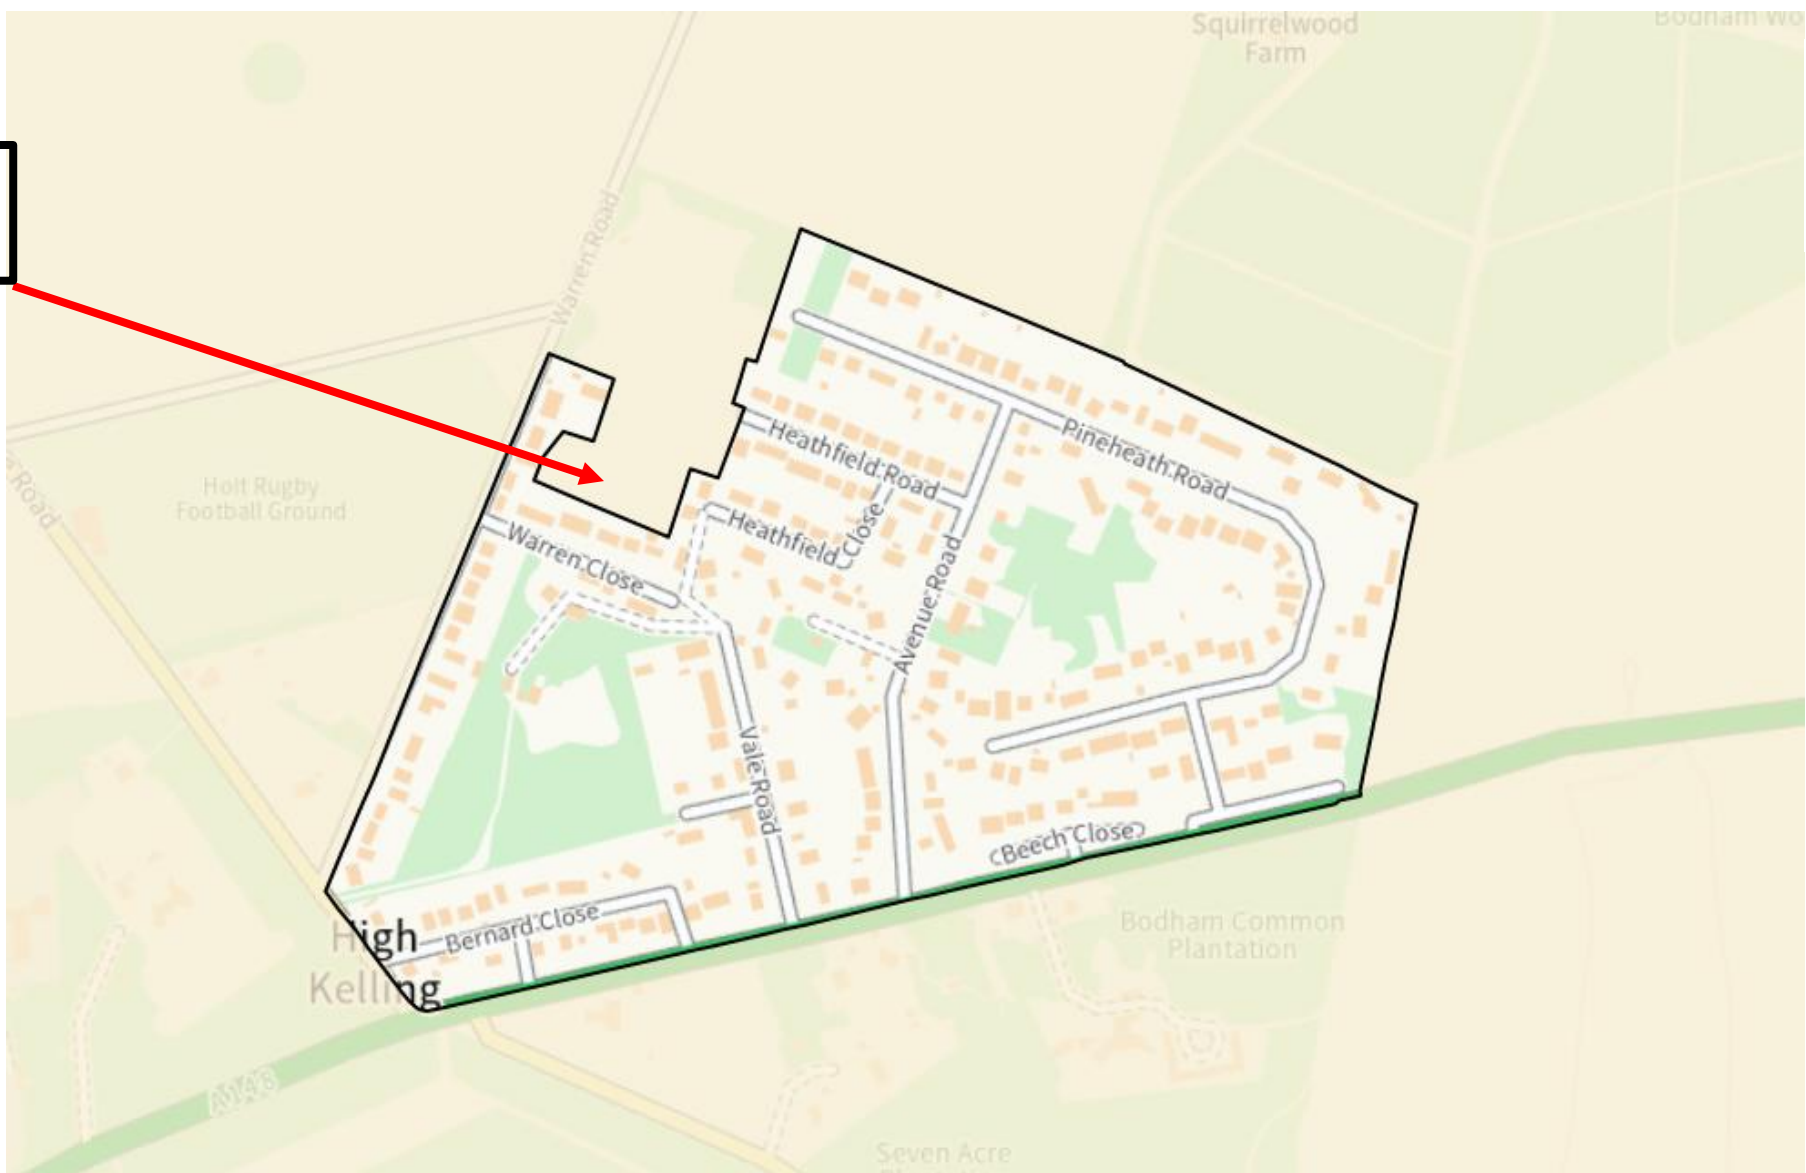 Squirrelwood
Farm
Bodham Wo
Warren Road
Holt Rugby
Football Ground
Road
Pineheath Road
Heathfield Road
Heathfield
Close
Warren Close
Avenue Road
Vale Road
Beech Close
Bernard Close
High
Kelling
Bodham Common
Plantation
A148
Seven Acre